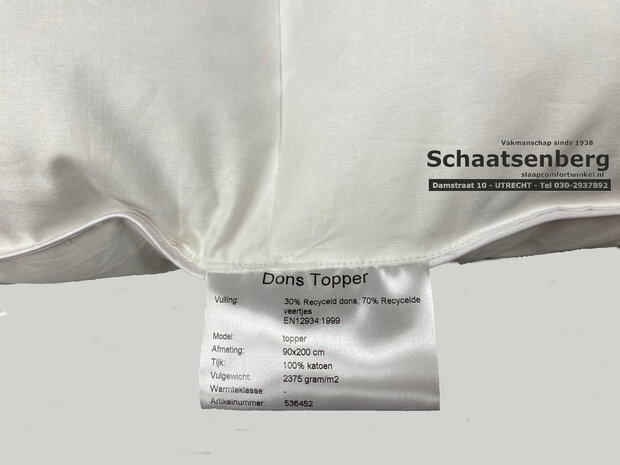 Vakmanschap sinds 1938
Schaatsenberg
slaapcomfortwinkel.nl
Damstraat 10 - UTRECHT - Tel 030-2937892
Dons Topper
Vulling: 30% Recyceld dons, 70% Recycelde
veertjes
EN12934:1999
Model: topper
Afmeting: 90x200 cm
Tijk: 100% katoen
Vulgewicht: 2375 gram/m2
Warmteklasse: -
Artikelnummer: 536452